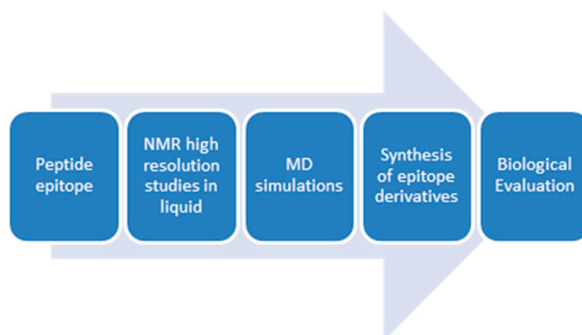 Peptide
epitope
NMR high
resolution
studies in
liquid
MD
simulations
Synthesis
of epitope
derivatives
Biological
Evaluation